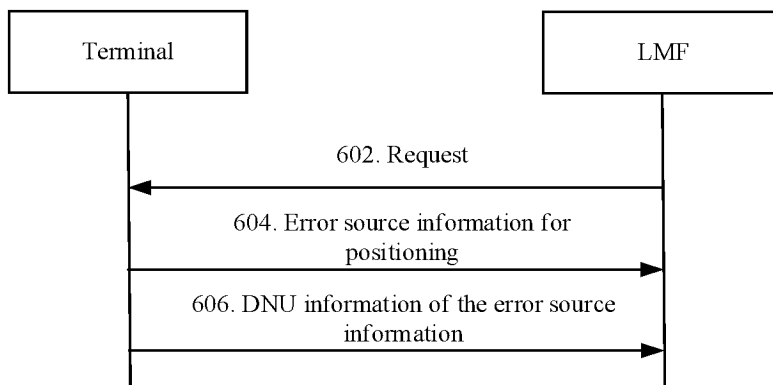 Terminal
LMF
602. Request
604. Error source information for
positioning
606. DNU information of the error source
information